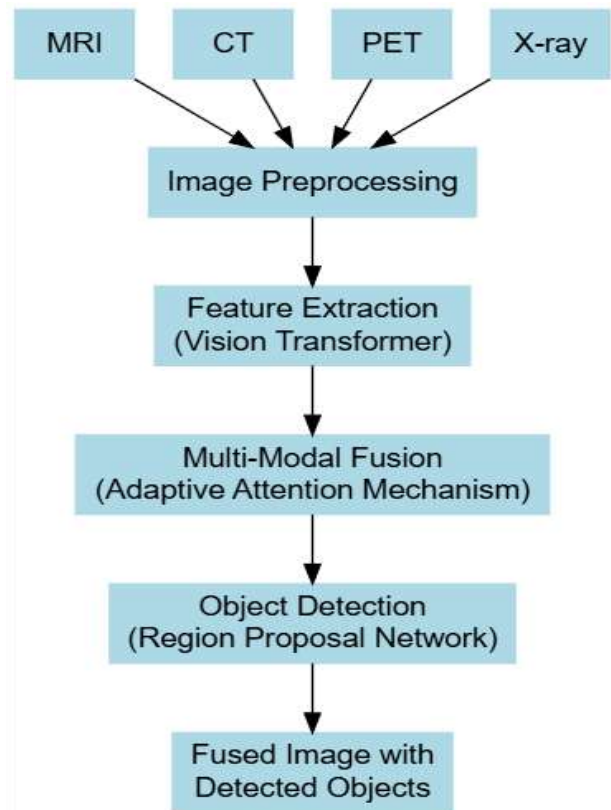 MRI
CT
PET
X-ray
Image Preprocessing
Feature Extraction
(Vision Transformer)
Multi-Modal Fusion
(Adaptive Attention Mechanism)
Object Detection
(Region Proposal Network)
Fused Image with
Detected Objects